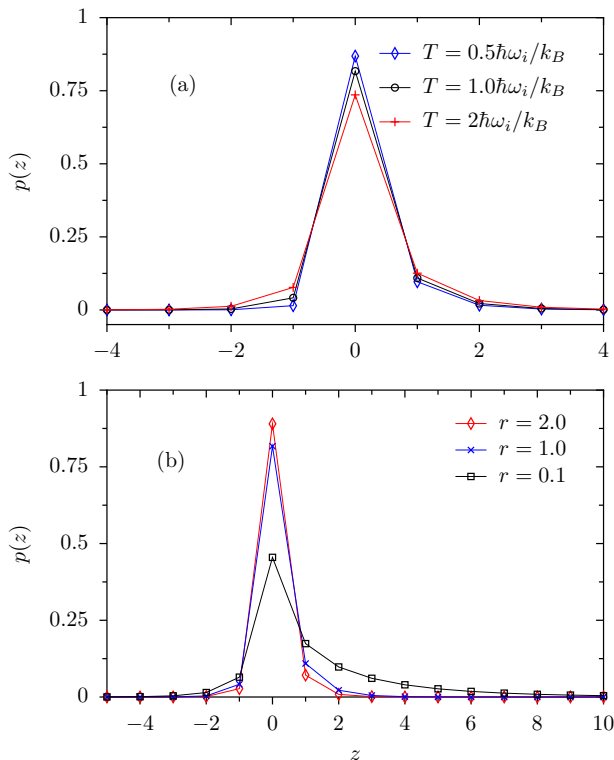 1
0.75
0.5
0.25
0
p(z)
(a)
T = 0.5ℏω_i/k_B
T = 1.0ℏω_i/k_B
T = 2ℏω_i/k_B
−4 −2 0 2 4
1
0.75
0.5
0.25
0
p(z)
(b)
r = 2.0
r = 1.0
r = 0.1
−4 −2 0 2 4 6 8 10
z